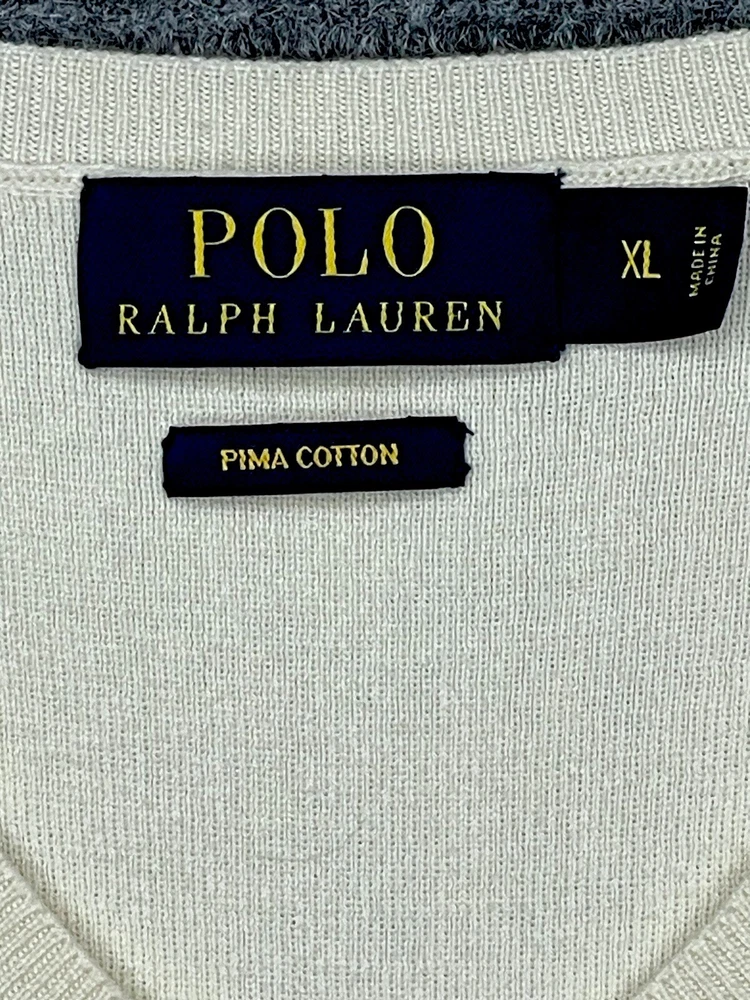 POLO
RALPH LAUREN
XL
MADE IN
CHINA
PIMA COTTON